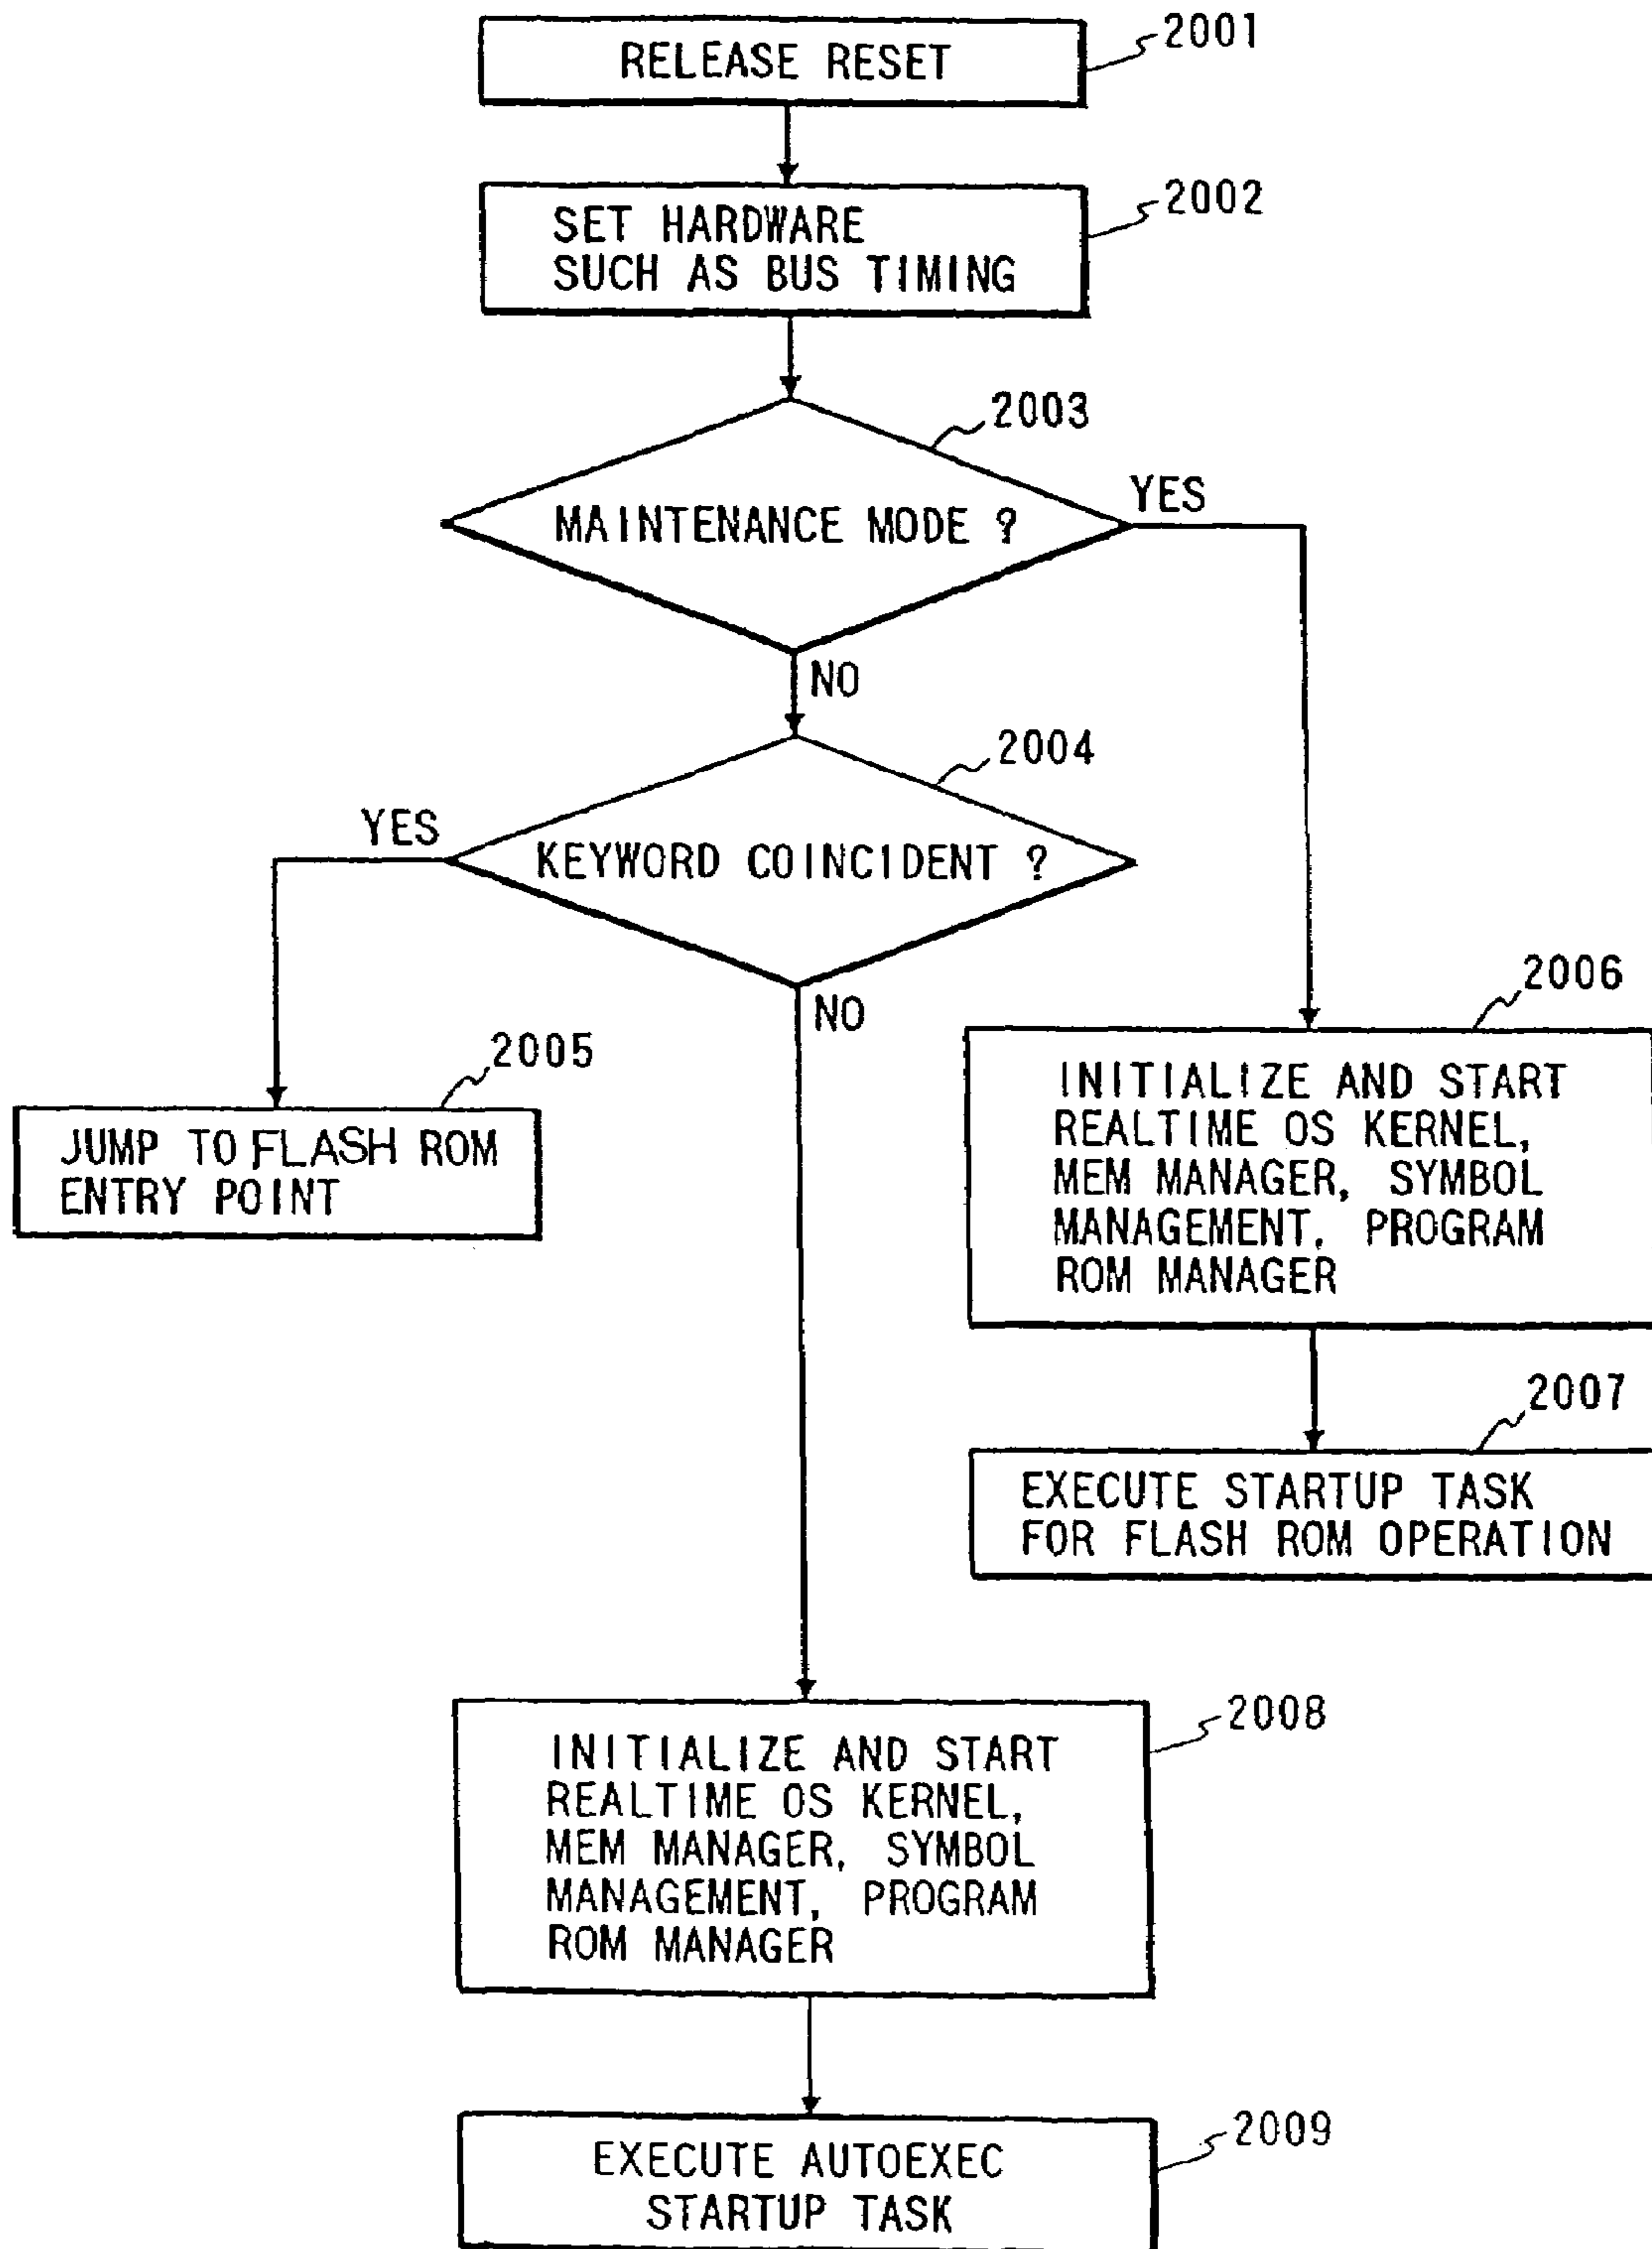 RELEASE RESET
2001
SET HARDWARE
SUCH AS BUS TIMING
2002
2003
MAINTENANCE MODE ?
YES
NO
2004
YES
KEYWORD COINCIDENT ?
NO
2005
JUMP TO FLASH ROM
ENTRY POINT
2006
INITIALIZE AND START
REALTIME OS KERNEL,
MEM MANAGER, SYMBOL
MANAGEMENT, PROGRAM
ROM MANAGER
2007
EXECUTE STARTUP TASK
FOR FLASH ROM OPERATION
2008
INITIALIZE AND START
REALTIME OS KERNEL,
MEM MANAGER, SYMBOL
MANAGEMENT, PROGRAM
ROM MANAGER
2009
EXECUTE AUTOEXEC
STARTUP TASK